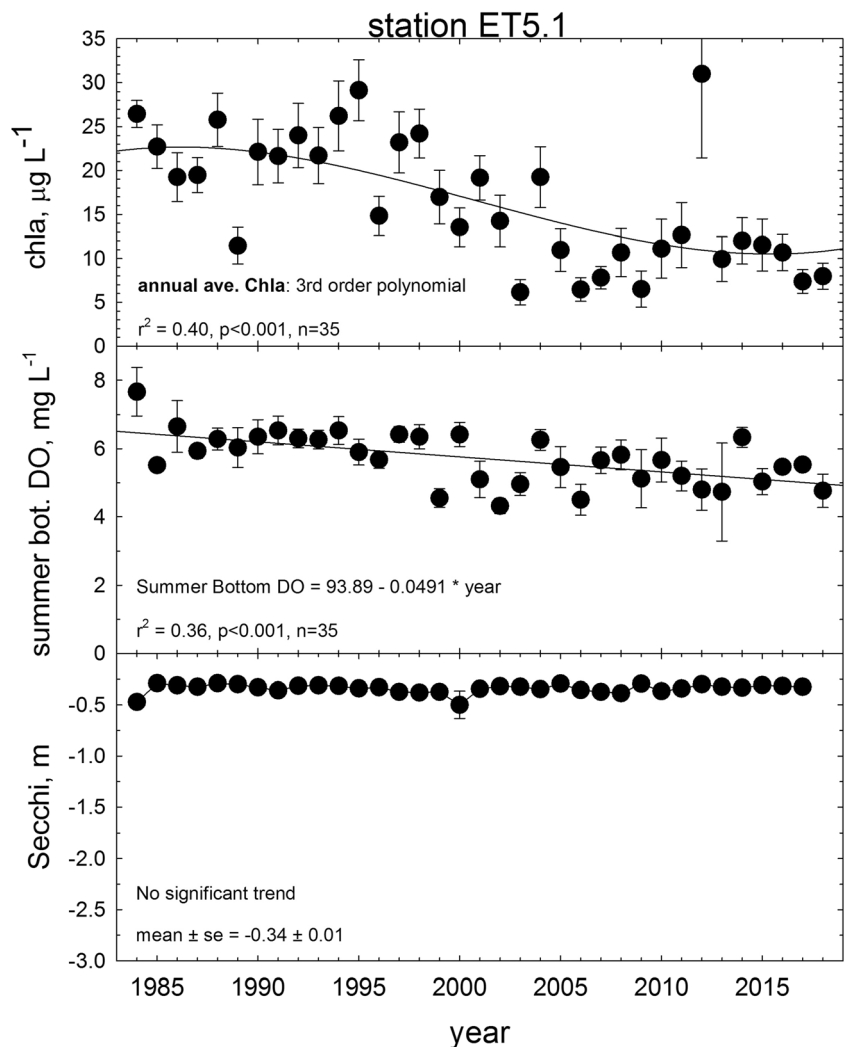 station ET5.1
35
30
25
20
15
10
5
0
chla, μg L⁻¹
annual ave. Chla: 3rd order polynomial
r² = 0.40, p<0.001, n=35
8
6
4
2
0
summer bot. DO, mg L⁻¹
Summer Bottom DO = 93.89 - 0.0491 * year
r² = 0.36, p<0.001, n=35
-0.5
-1.0
-1.5
-2.0
-2.5
-3.0
Secchi, m
No significant trend
mean ± se = -0.34 ± 0.01
1985 1990 1995 2000 2005 2010 2015
year